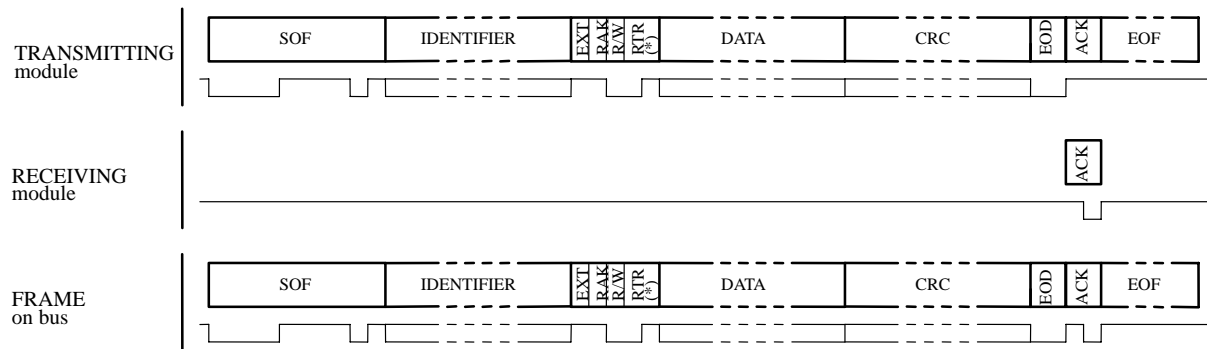 SOF IDENTIFIER EXT RAK R/W RTR (*) DATA CRC EOD ACK EOF
TRANSMITTING
module
ACK
RECEIVING
module
SOF IDENTIFIER EXT RAK R/W RTR (*) DATA CRC EOD ACK EOF
FRAME
on bus